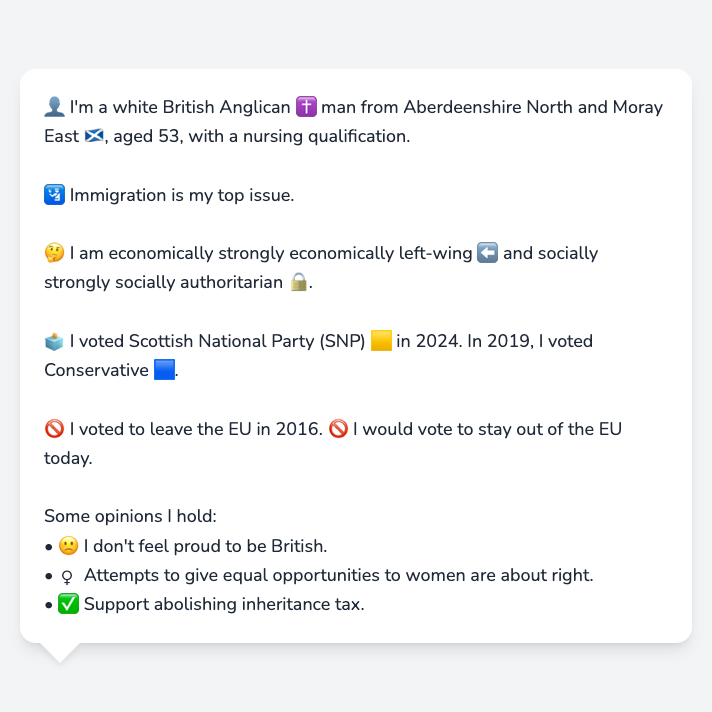 👤 I'm a white British Anglican ✝️ man from Aberdeenshire North and Moray
East 🏴󠁧󠁢󠁳󠁣󠁴󠁿, aged 53, with a nursing qualification.
🛂 Immigration is my top issue.
🤔 I am economically strongly economically left-wing ⬅️ and socially
strongly socially authoritarian 🔒.
🗳️ I voted Scottish National Party (SNP) 🟨 in 2024. In 2019, I voted
Conservative 🟦.
🚫 I voted to leave the EU in 2016. 🚫 I would vote to stay out of the EU
today.
Some opinions I hold:
• 🙁 I don't feel proud to be British.
• ♀ Attempts to give equal opportunities to women are about right.
• ✅ Support abolishing inheritance tax.